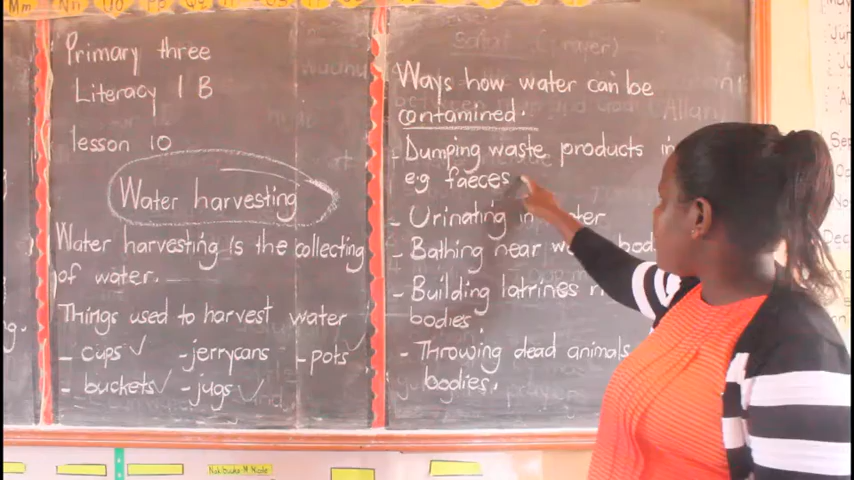 Primary three
Literacy 1 B
lesson 10
Water harvesting
Water harvesting is the collecting
of water.
Things used to harvest water
- cups ✓ - jerrycans - pots ✓
- buckets ✓ - jugs ✓
Ways how water can be
contaminated.
- Dumping waste products in
e.g faeces
- Urinating in water
- Bathing near water bod
- Building latrines n
bodies
- Throwing dead animals
bodies.